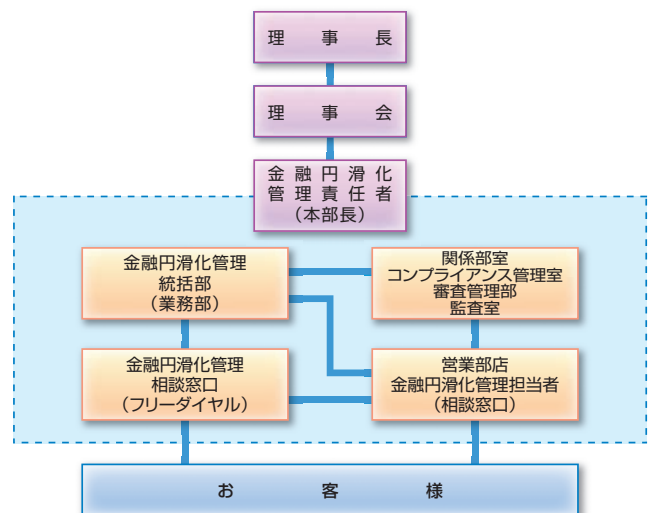 理事長
理事会
金融円滑化
管理責任者
(本部長)
金融円滑化管理
統括部
(業務部)
関係部室
コンプライアンス管理室
審査管理部
監査室
金融円滑化管理
相談窓口
(フリーダイヤル)
営業部店
金融円滑化管理担当者
(相談窓口)
お客様